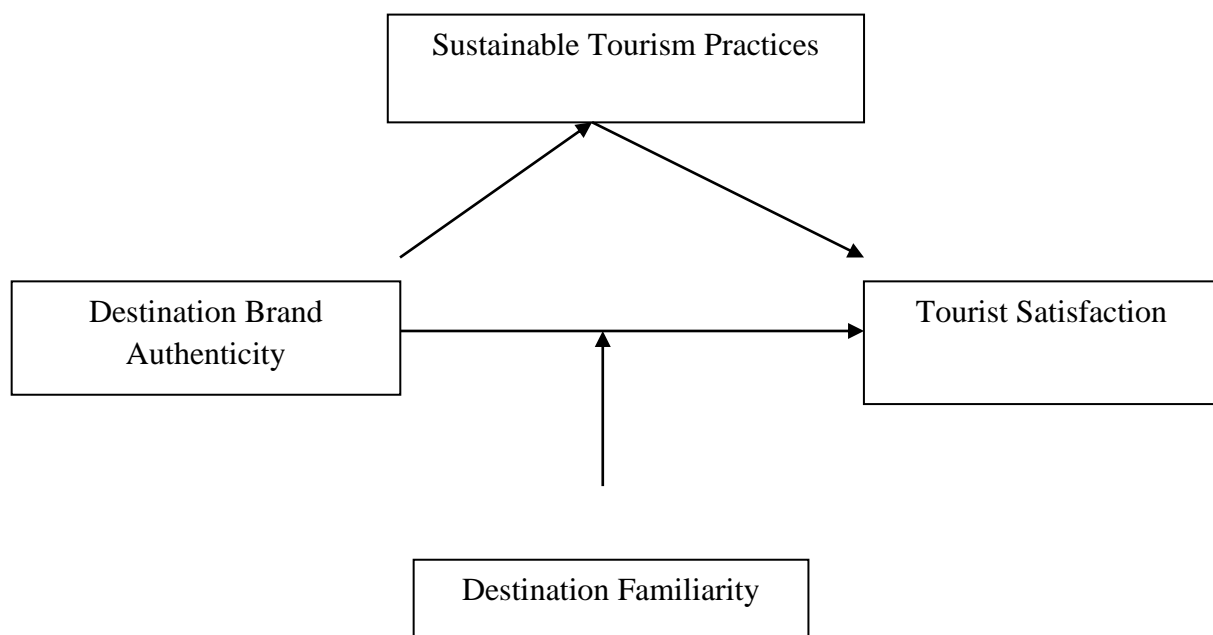 Sustainable Tourism Practices
Destination Brand
Authenticity
Tourist Satisfaction
Destination Familiarity